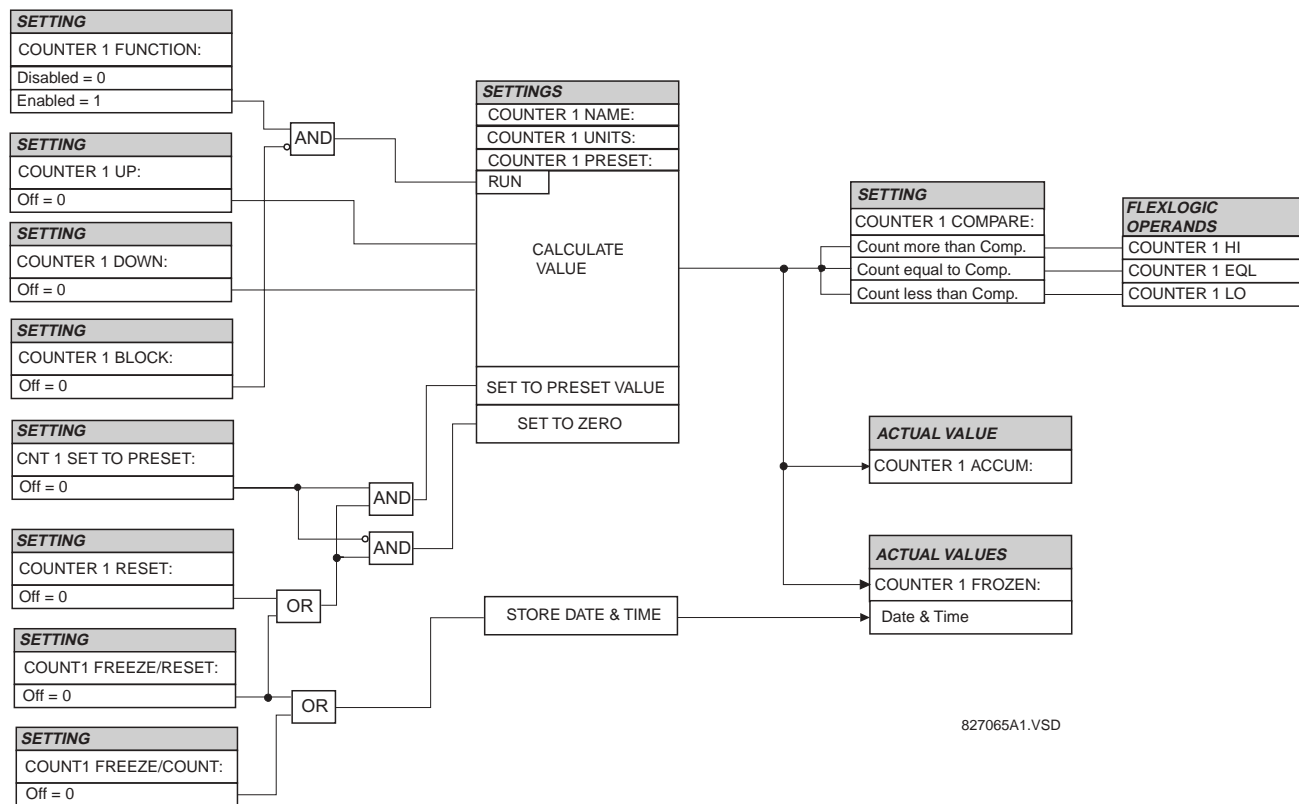 SETTING
COUNTER 1 FUNCTION:
Disabled = 0
Enabled = 1
SETTING
COUNTER 1 UP:
Off = 0
SETTING
COUNTER 1 DOWN:
Off = 0
SETTING
COUNTER 1 BLOCK:
Off = 0
SETTING
CNT 1 SET TO PRESET:
Off = 0
SETTING
COUNTER 1 RESET:
Off = 0
SETTING
COUNT1 FREEZE/RESET:
Off = 0
SETTING
COUNT1 FREEZE/COUNT:
Off = 0
AND
AND
AND
OR
OR
SETTINGS
COUNTER 1 NAME:
COUNTER 1 UNITS:
COUNTER 1 PRESET:
RUN
CALCULATE
VALUE
SET TO PRESET VALUE
SET TO ZERO
STORE DATE & TIME
SETTING
COUNTER 1 COMPARE:
Count more than Comp.
Count equal to Comp.
Count less than Comp.
FLEXLOGIC
OPERANDS
COUNTER 1 HI
COUNTER 1 EQL
COUNTER 1 LO
ACTUAL VALUE
COUNTER 1 ACCUM:
ACTUAL VALUES
COUNTER 1 FROZEN:
Date & Time
827065A1.VSD